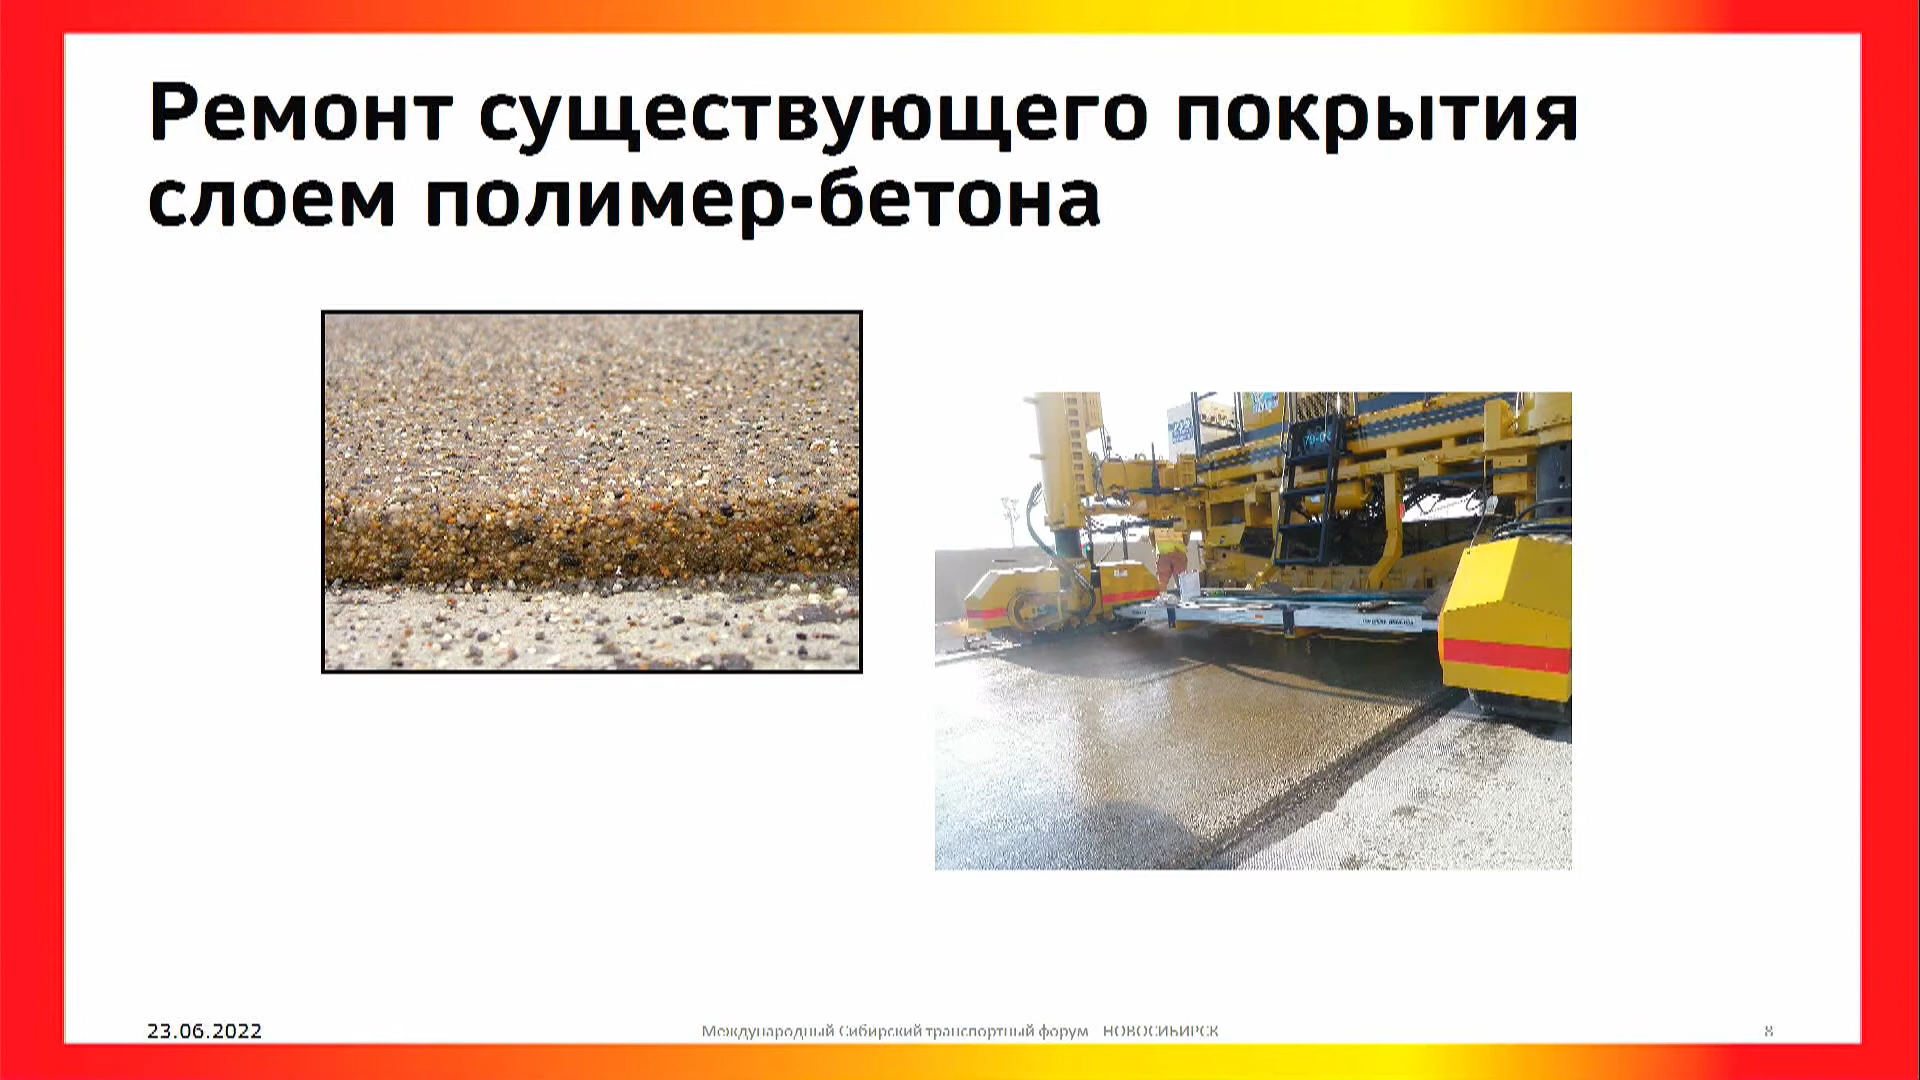 Ремонт существующего покрытия
слоем полимер-бетона
23.06.2022
Международный Сибирский транспортный форум НОВОСИБИРСК
8